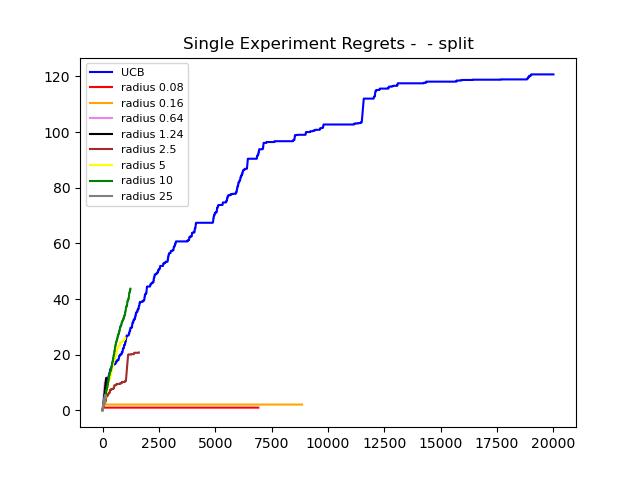 Single Experiment Regrets -  - split
UCB
radius 0.08
radius 0.16
radius 0.64
radius 1.24
radius 2.5
radius 5
radius 10
radius 25
120
100
80
60
40
20
0
0 2500 5000 7500 10000 12500 15000 17500 20000